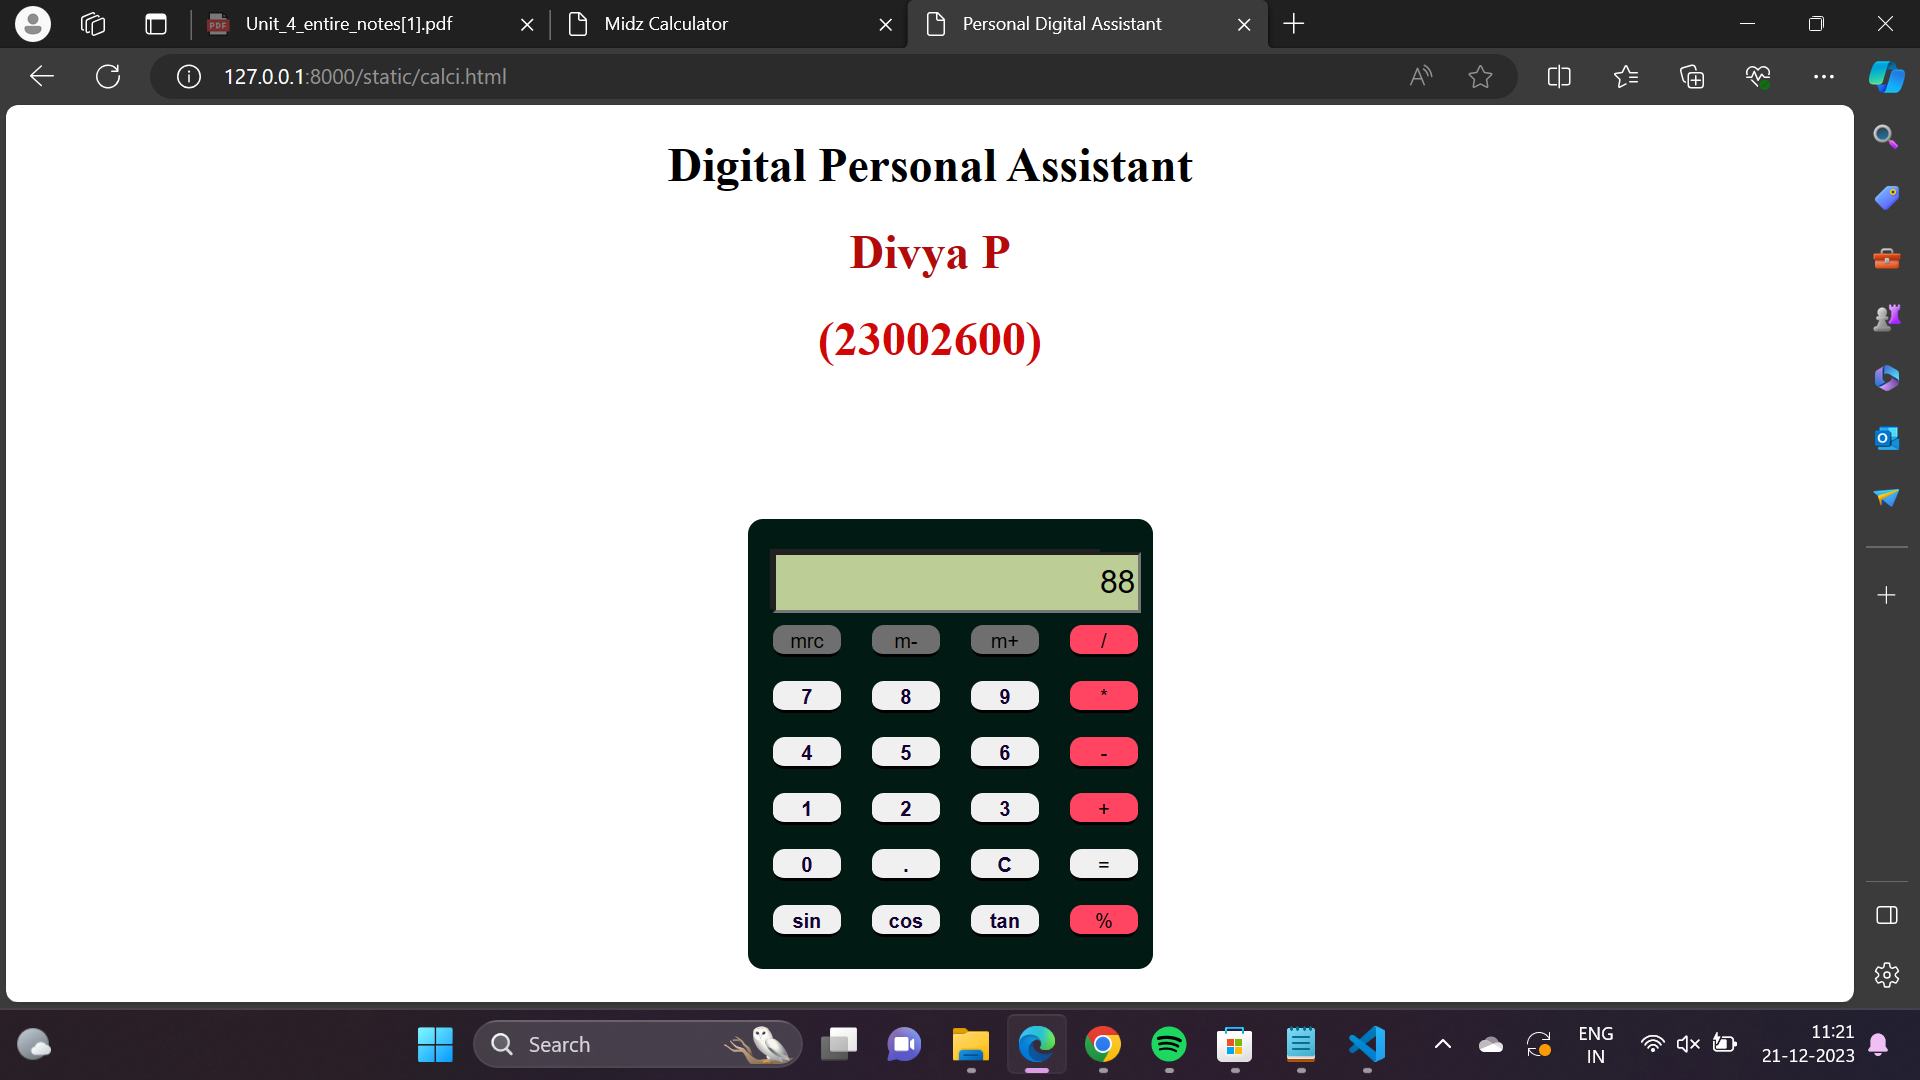 Unit_4_entire_notes[1].pdf
Midz Calculator
Personal Digital Assistant
127.0.0.1:8000/static/calci.html
Digital Personal Assistant
Divya P
(23002600)
88
mrc m- m+ /
7 8 9 *
4 5 6 -
1 2 3 +
0 . C =
sin cos tan %
Search
ENG
IN
11:21
21-12-2023